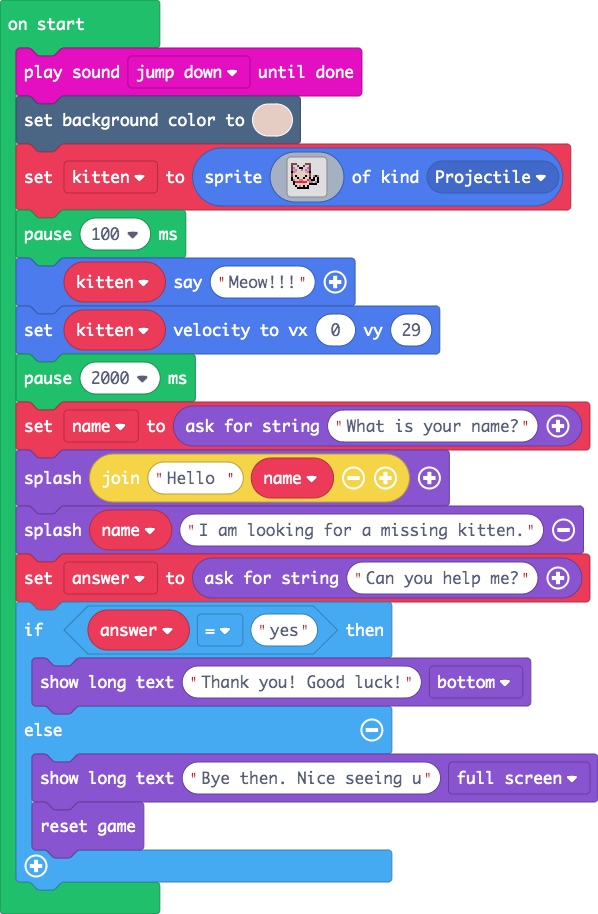 on start
play sound jump down until done
set background color to
set kitten to sprite of kind Projectile
pause 100 ms
kitten say "Meow!!!"
set kitten velocity to vx 0 vy 29
pause 2000 ms
set name to ask for string "What is your name?"
splash join "Hello " name
splash name "I am looking for a missing kitten."
set answer to ask for string "Can you help me?"
if answer = "yes" then
show long text "Thank you! Good luck!" bottom
else
show long text "Bye then. Nice seeing u" full screen
reset game